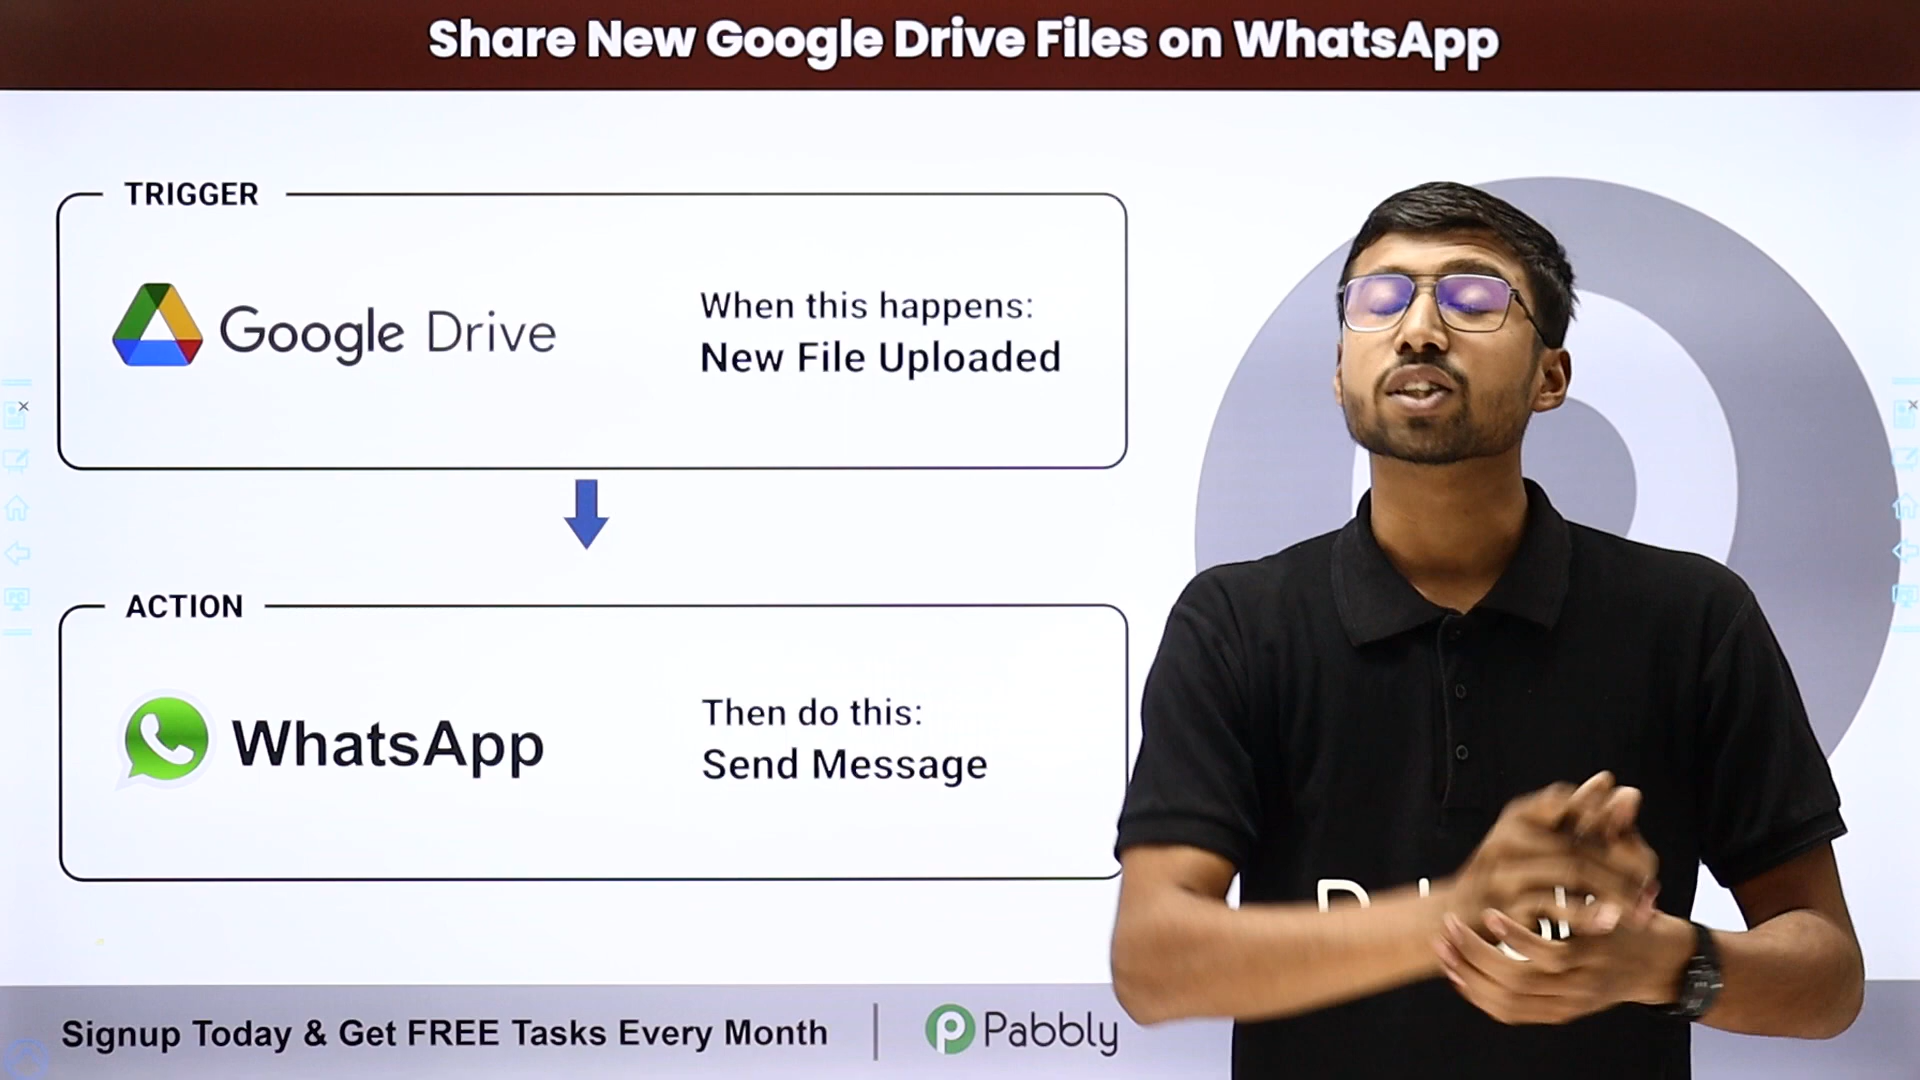 Share New Google Drive Files on WhatsApp
TRIGGER
Google Drive
When this happens:
New File Uploaded
ACTION
WhatsApp
Then do this:
Send Message
Signup Today & Get FREE Tasks Every Month
Pabbly